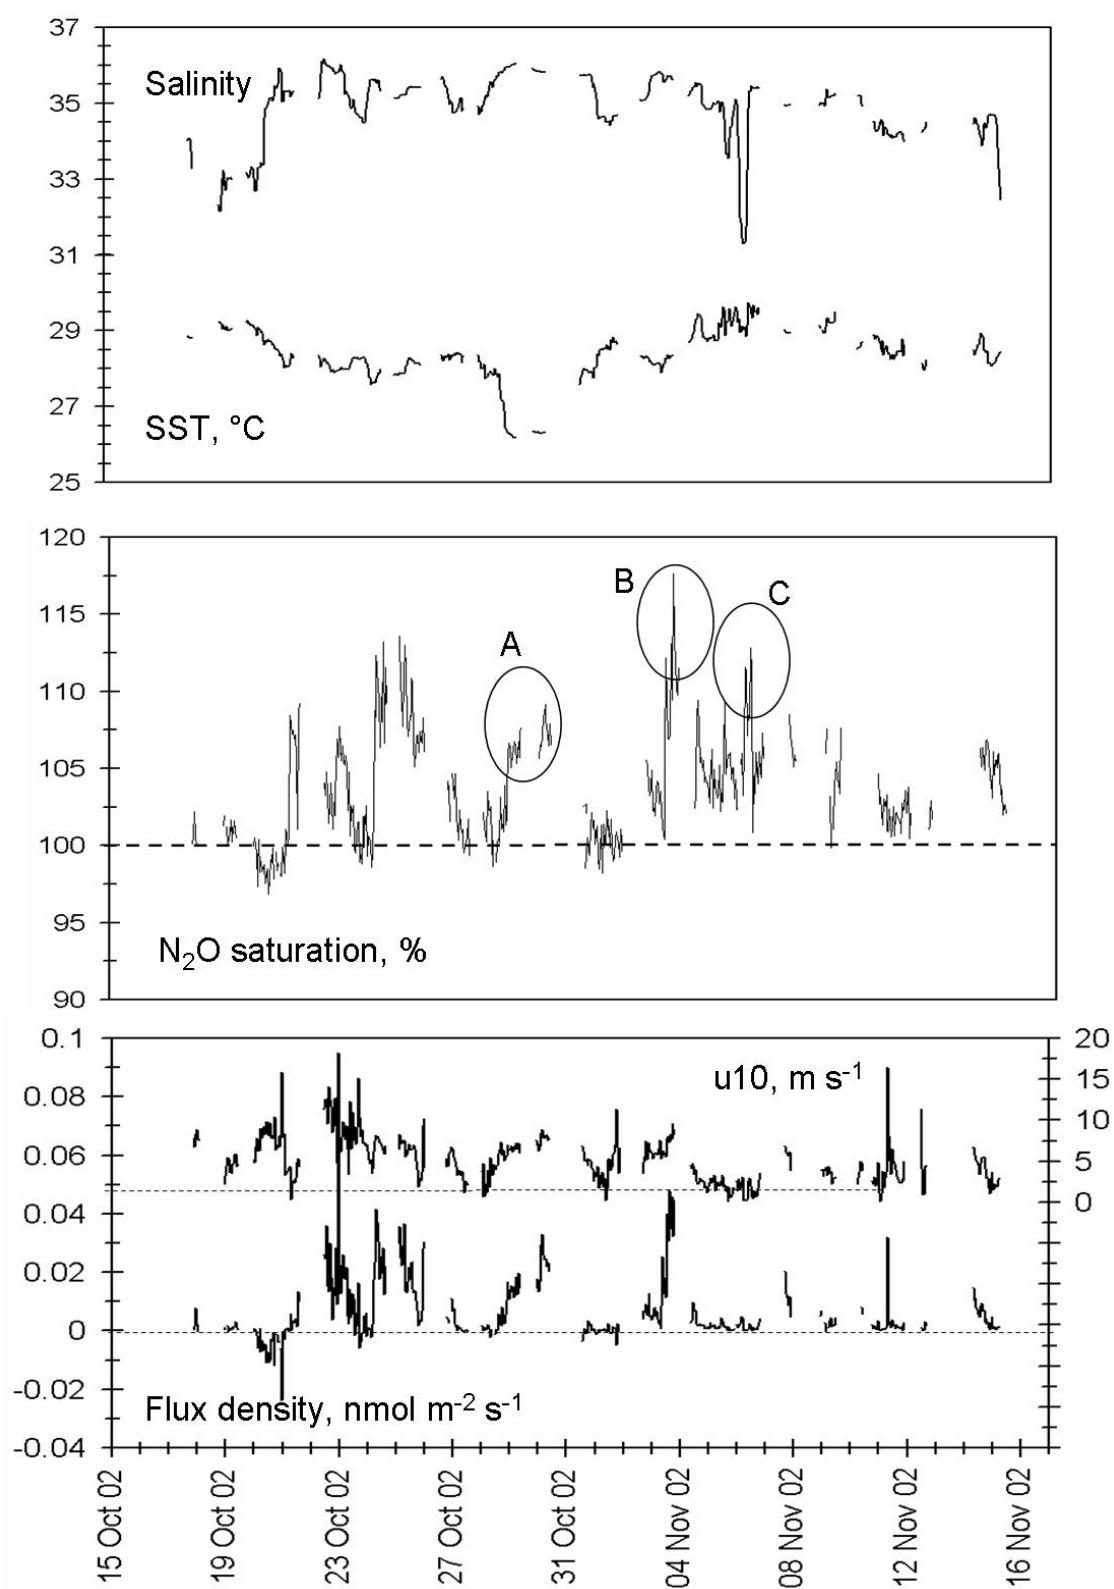 37
Salinity
35
33
31
29
27
SST, °C
25
120
B
C
115
A
110
105
100
95
N₂O saturation, %
90
0.1 20
u10, m s⁻¹ 15
0.08
10
0.06
5
0.04 0
0.02
0
-0.02
Flux density, nmol m⁻² s⁻¹
-0.04
15 Oct 02 19 Oct 02 23 Oct 02 27 Oct 02 31 Oct 02 04 Nov 02 08 Nov 02 12 Nov 02 16 Nov 02